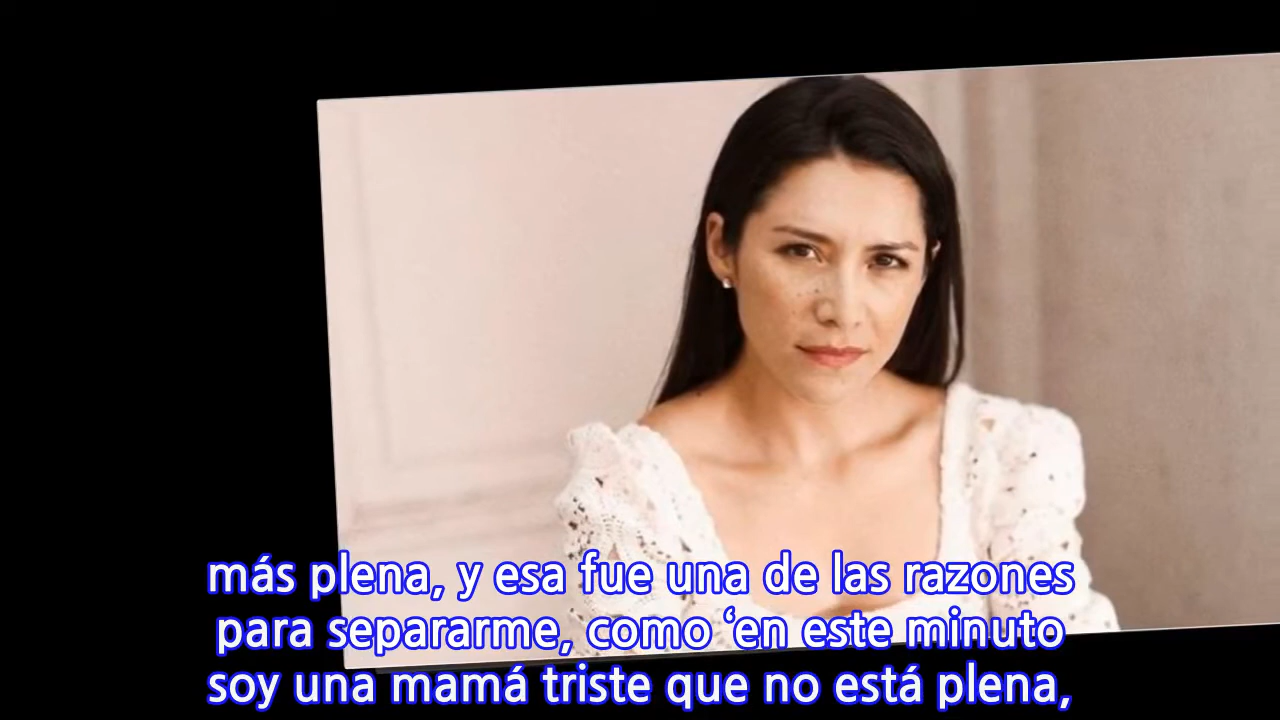 más plena, y esa fue una de las razones
para separarme, como ‘en este minuto
soy una mamá triste que no está plena,